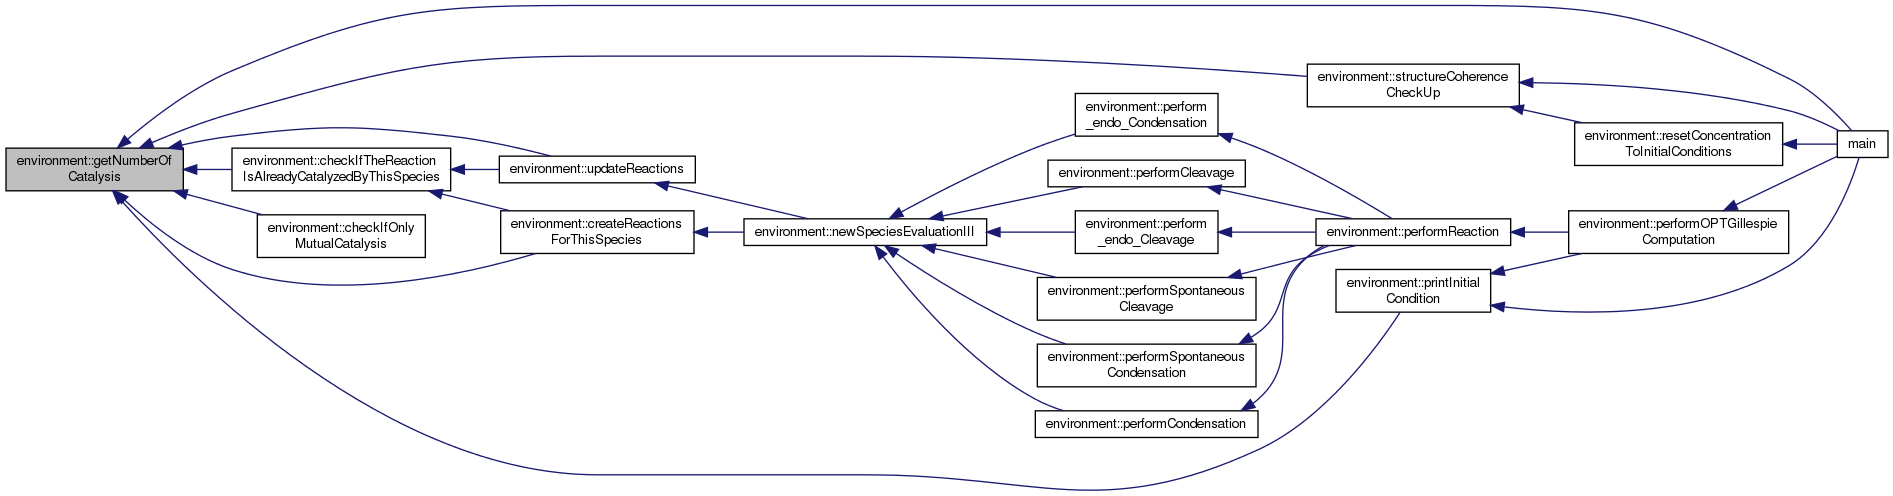 environment::getNumberOf
Catalysis
environment::checkIfTheReaction
IsAlreadyCatalyzedByThisSpecies
environment::checkIfOnly
MutualCatalysis
environment::updateReactions
environment::createReactions
ForThisSpecies
environment::newSpeciesEvaluationIII
environment::perform
_endo_Condensation
environment::performCleavage
environment::perform
_endo_Cleavage
environment::performSpontaneous
Cleavage
environment::performSpontaneous
Condensation
environment::performCondensation
environment::structureCoherence
CheckUp
environment::performReaction
environment::printInitial
Condition
environment::resetConcentration
ToInitialConditions
environment::performOPTGillespie
Computation
main